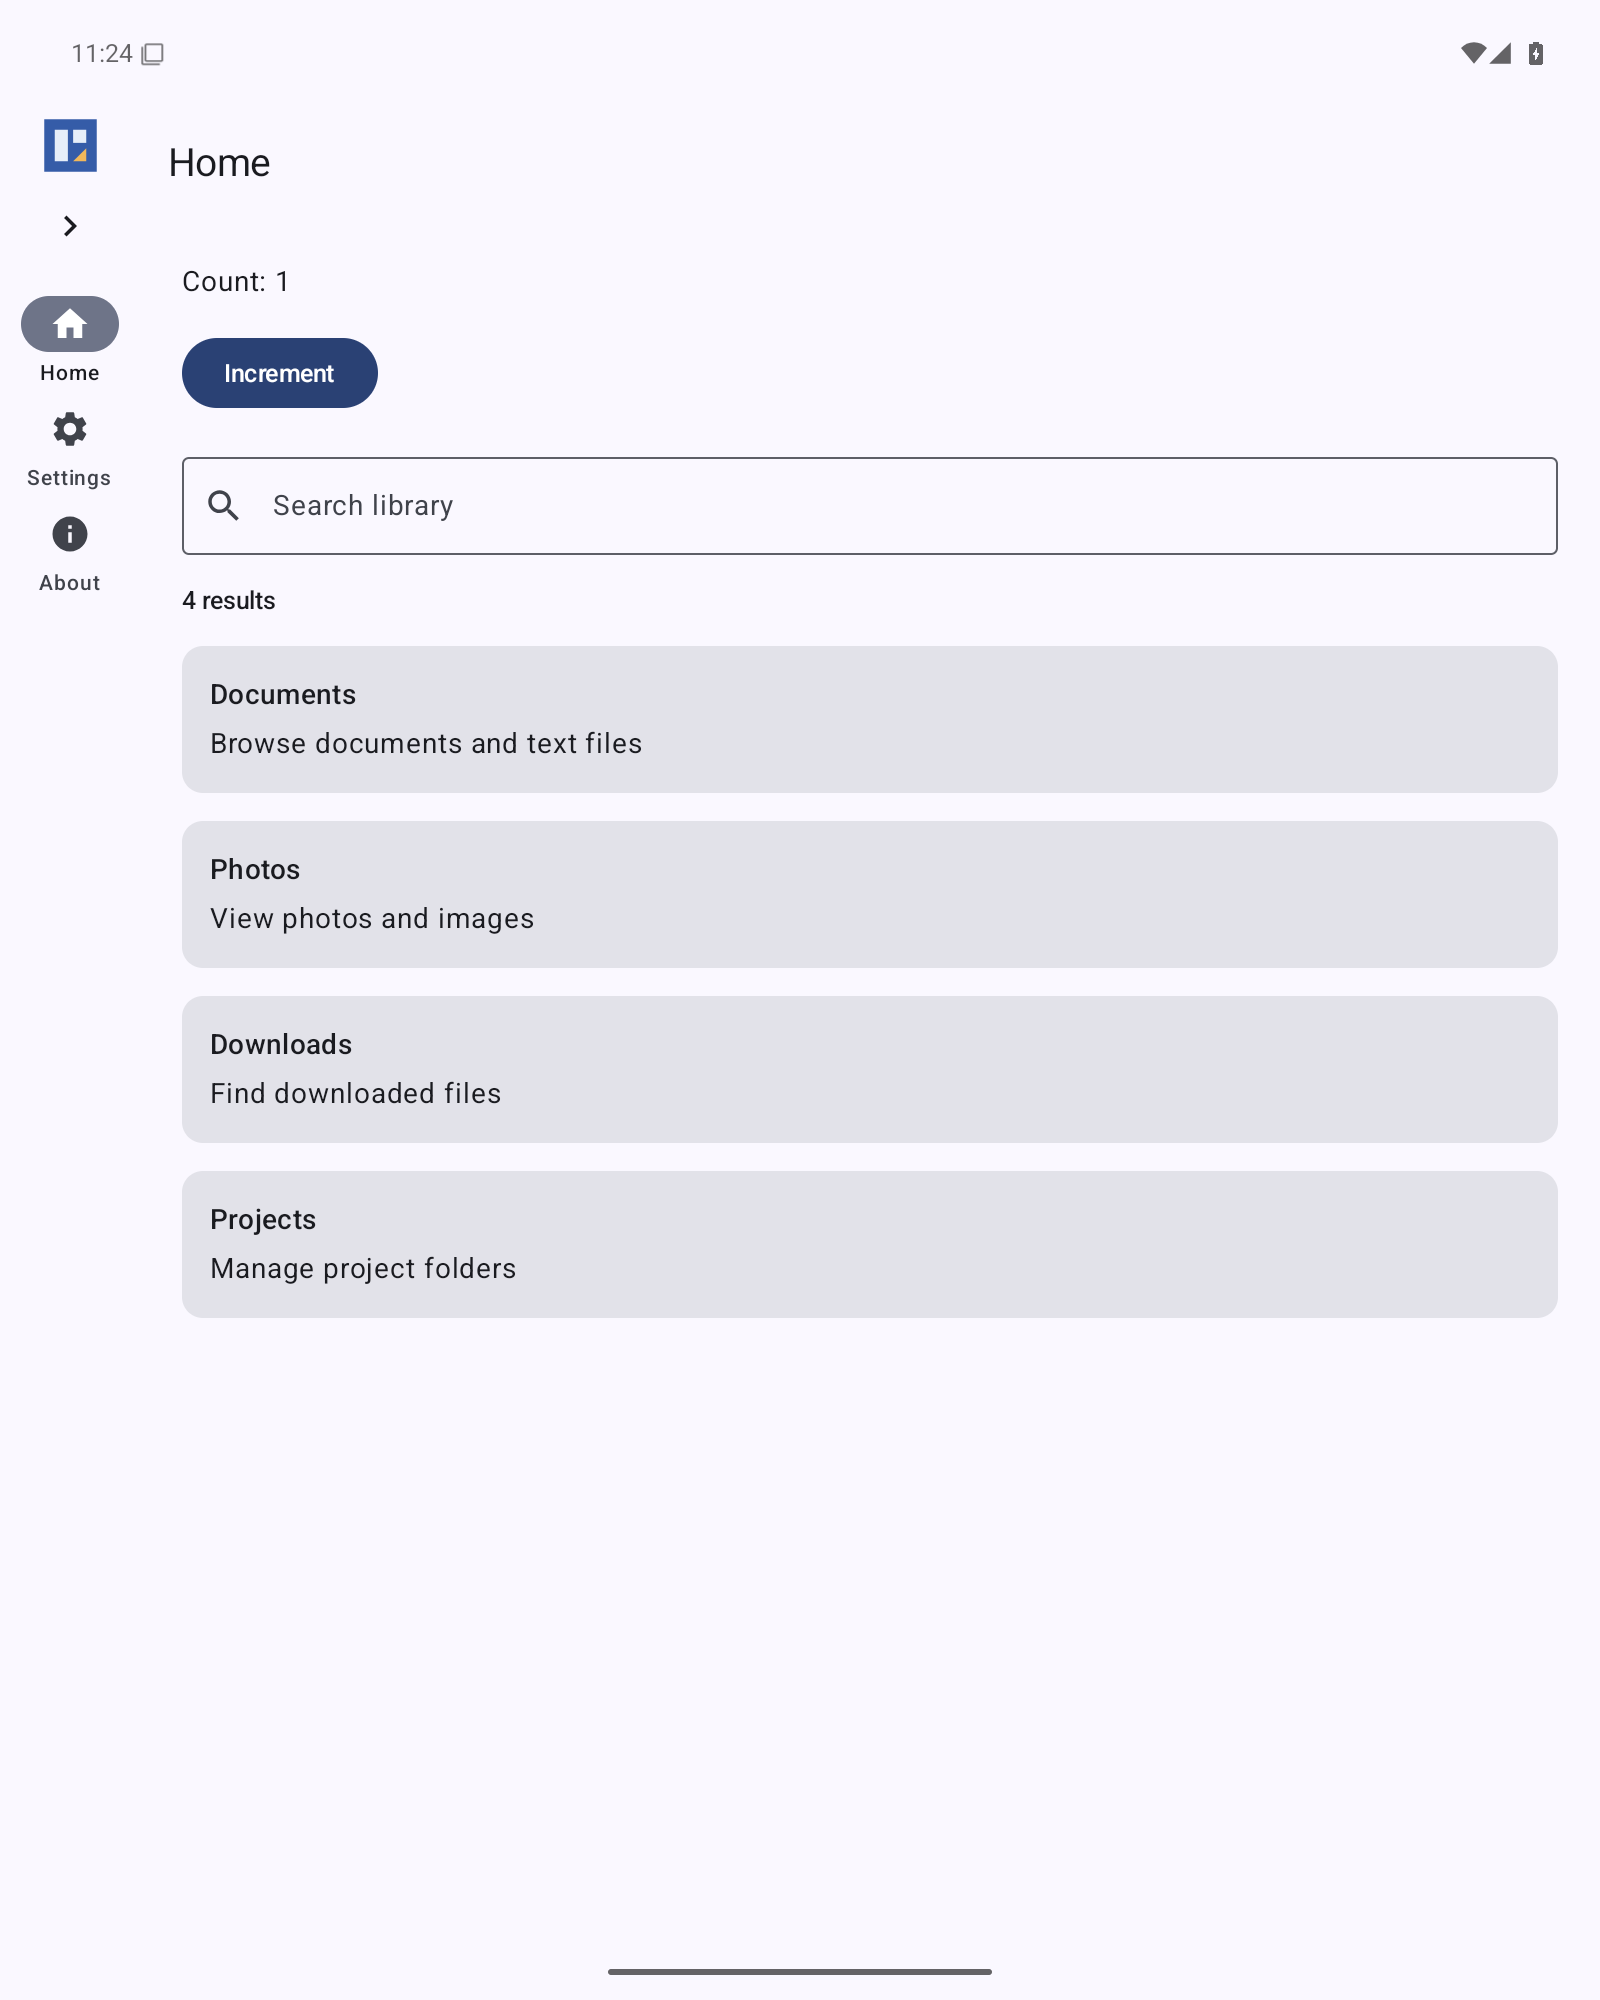 11:24
Home
Home
Settings
About
Count: 1
Increment
Search library
4 results
Documents
Browse documents and text files
Photos
View photos and images
Downloads
Find downloaded files
Projects
Manage project folders